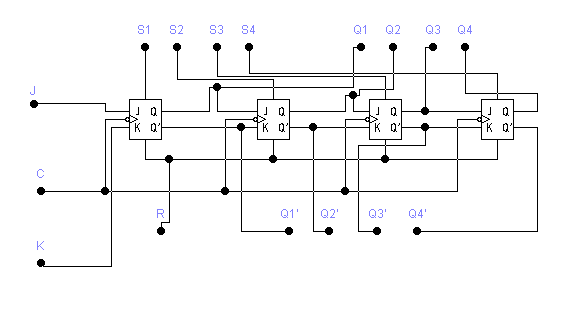 S1 S2 S3 S4 Q1 Q2 Q3 Q4
J
J Q J Q J Q J Q
K Q' K Q' K Q' K Q'
C
R Q1' Q2' Q3' Q4'
K